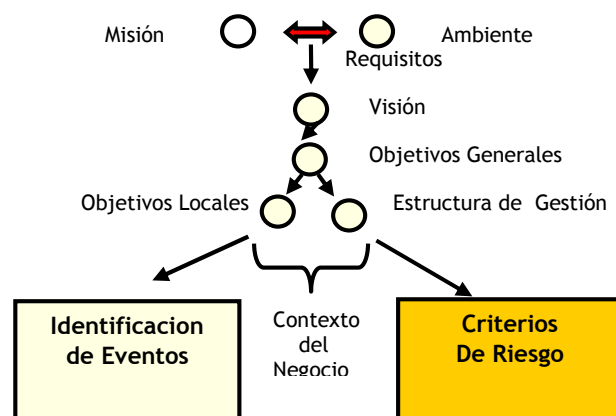 Misión
Ambiente
Requisitos
Visión
Objetivos Generales
Objetivos Locales
Estructura de Gestión
Identificacion
de Eventos
Contexto
del
Negocio
Criterios
De Riesgo